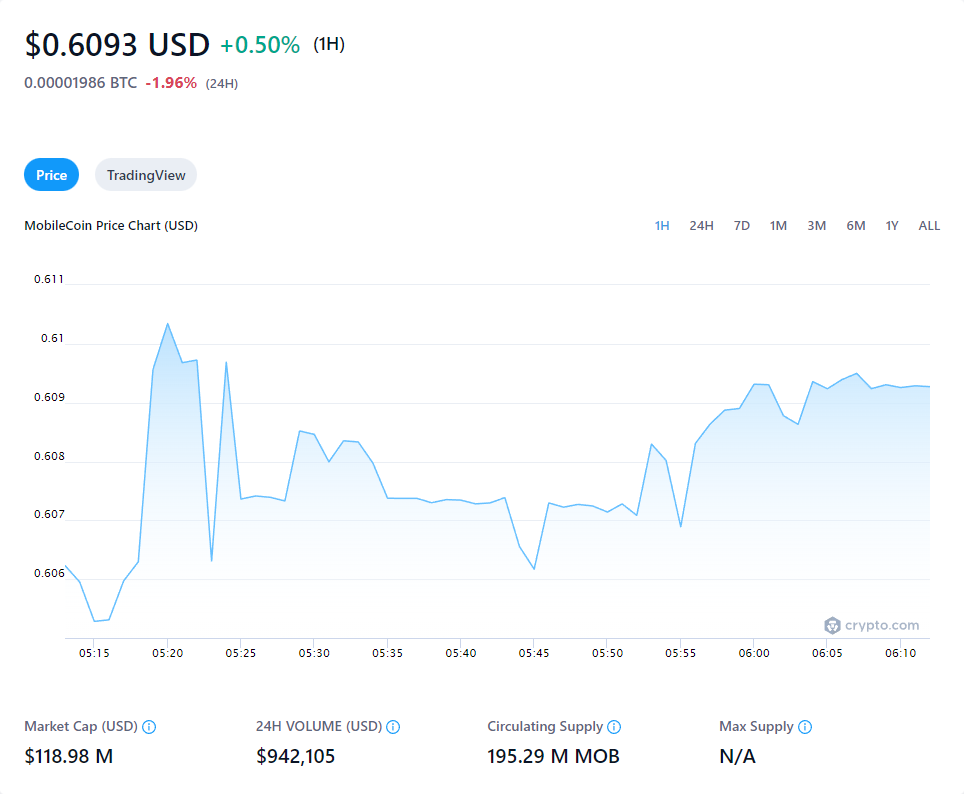 $0.6093 USD +0.50% (1H)
0.00001986 BTC -1.96% (24H)
Price TradingView
MobileCoin Price Chart (USD) 1H 24H 7D 1M 3M 6M 1Y ALL
0.611
0.61
0.609
0.608
0.607
0.606
crypto.com
05:15 05:20 05:25 05:30 05:35 05:40 05:45 05:50 05:55 06:00 06:05 06:10
Market Cap (USD) 24H VOLUME (USD) Circulating Supply Max Supply
$118.98 M $942,105 195.29 M MOB N/A